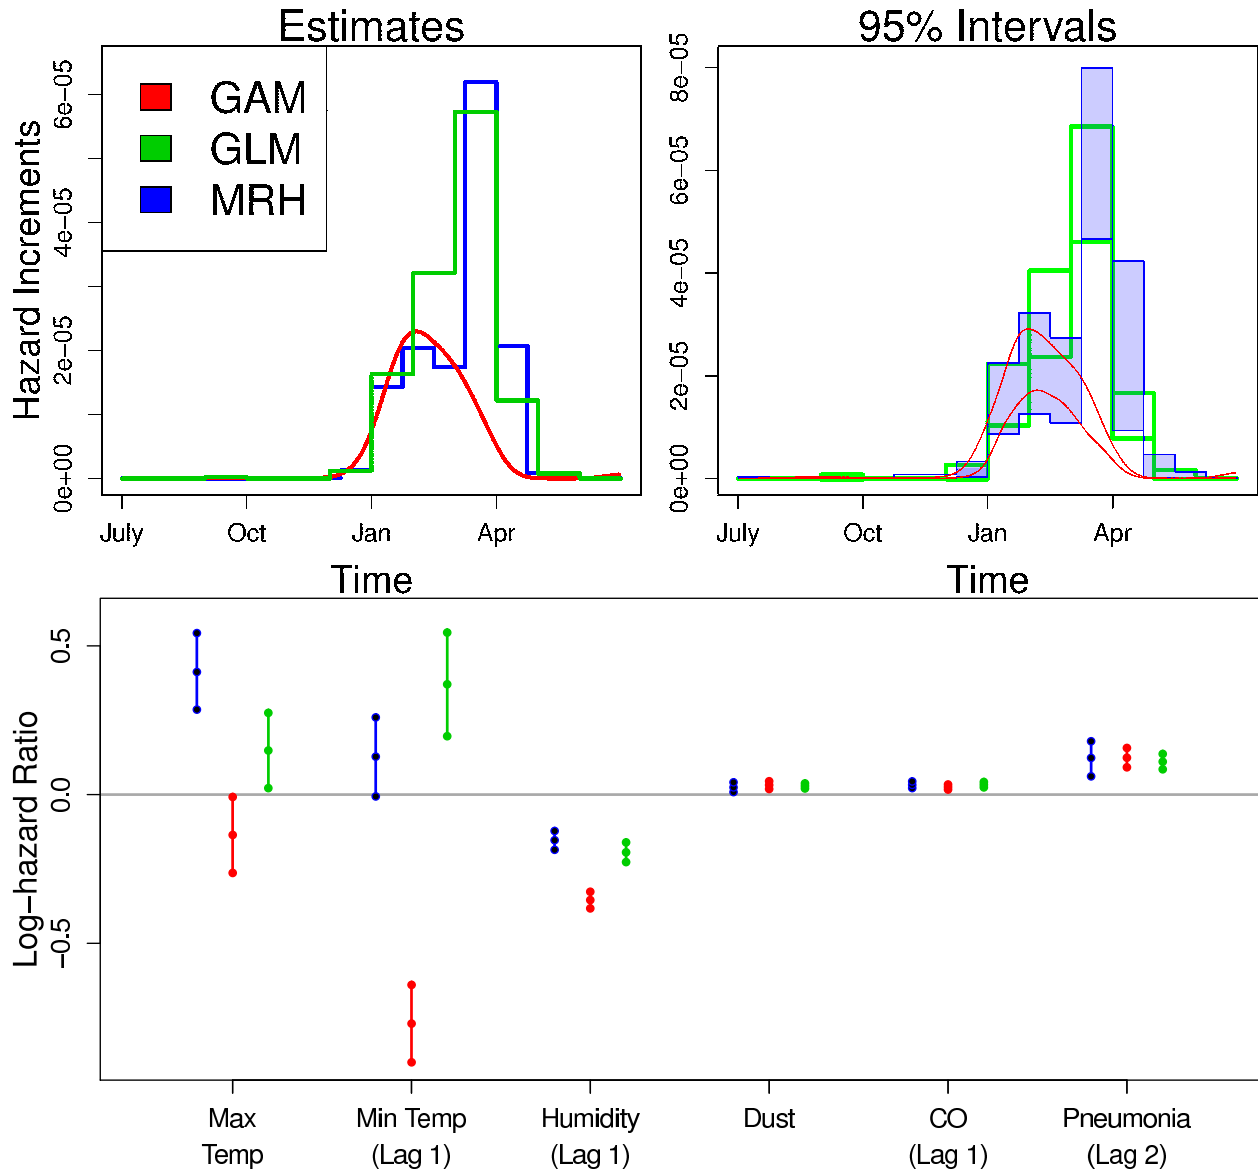 Estimates
95% Intervals
GAM
GLM
MRH
Hazard Increments
0e+00
2e−05
4e−05
6e−05
0e+00
2e−05
4e−05
6e−05
8e−05
July
Oct
Jan
Apr
July
Oct
Jan
Apr
Time
Time
Log−hazard Ratio
0.5
0.0
−0.5
Max
Temp
Min Temp
(Lag 1)
Humidity
(Lag 1)
Dust
CO
(Lag 1)
Pneumonia
(Lag 2)